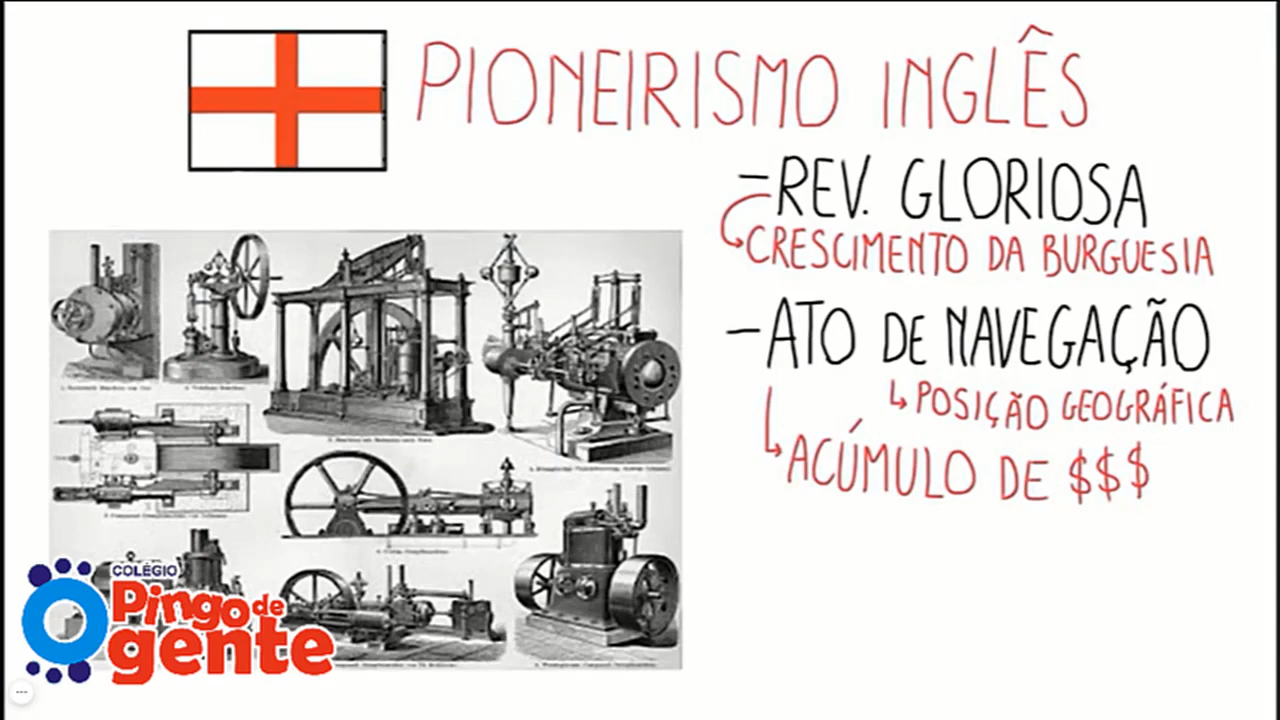 PIONEIRISMO INGLÊS
-REV. GLORIOSA
CRESCIMENTO DA BURGUESIA
-ATO DE NAVEGAÇÃO
POSIÇÃO GEOGRÁFICA
ACÚMULO DE $$$
COLÉGIO
Pingo de
gente